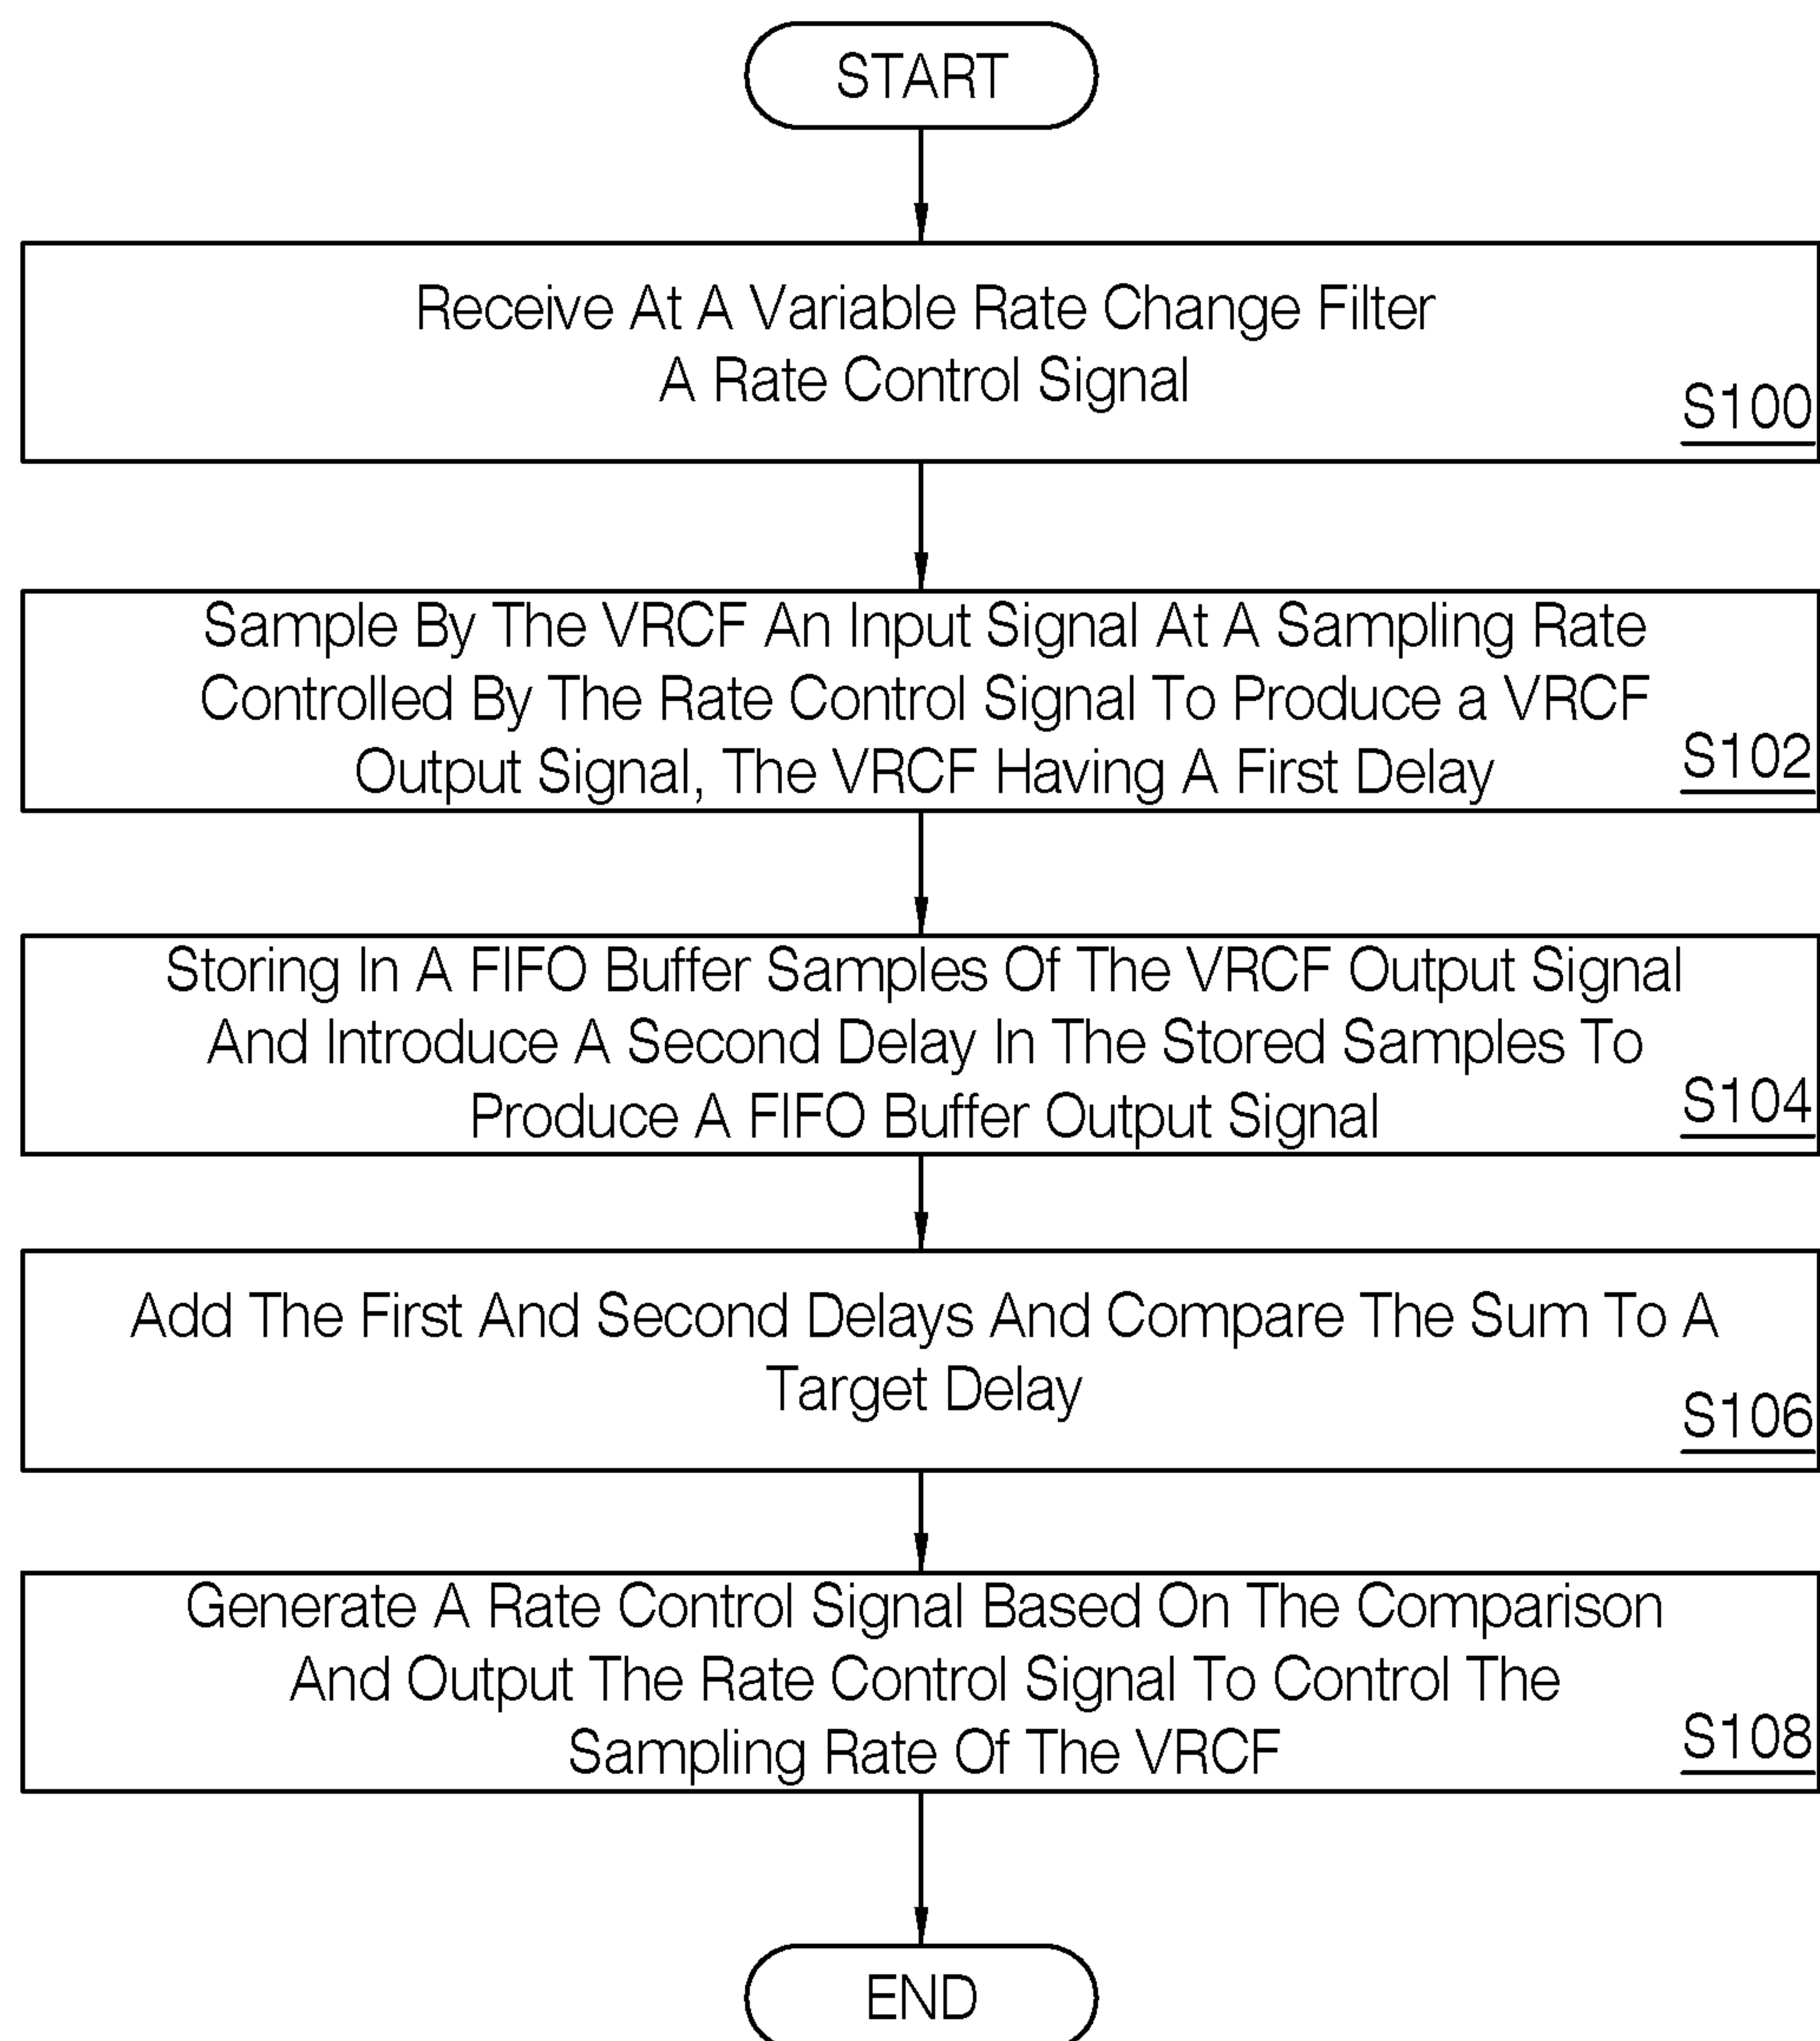 START
Receive At A Variable Rate Change Filter
A Rate Control Signal
S100
Sample By The VRCF An Input Signal At A Sampling Rate
Controlled By The Rate Control Signal To Produce a VRCF
Output Signal, The VRCF Having A First Delay
S102
Storing In A FIFO Buffer Samples Of The VRCF Output Signal
And Introduce A Second Delay In The Stored Samples To
Produce A FIFO Buffer Output Signal
S104
Add The First And Second Delays And Compare The Sum To A
Target Delay
S106
Generate A Rate Control Signal Based On The Comparison
And Output The Rate Control Signal To Control The
Sampling Rate Of The VRCF
S108
END